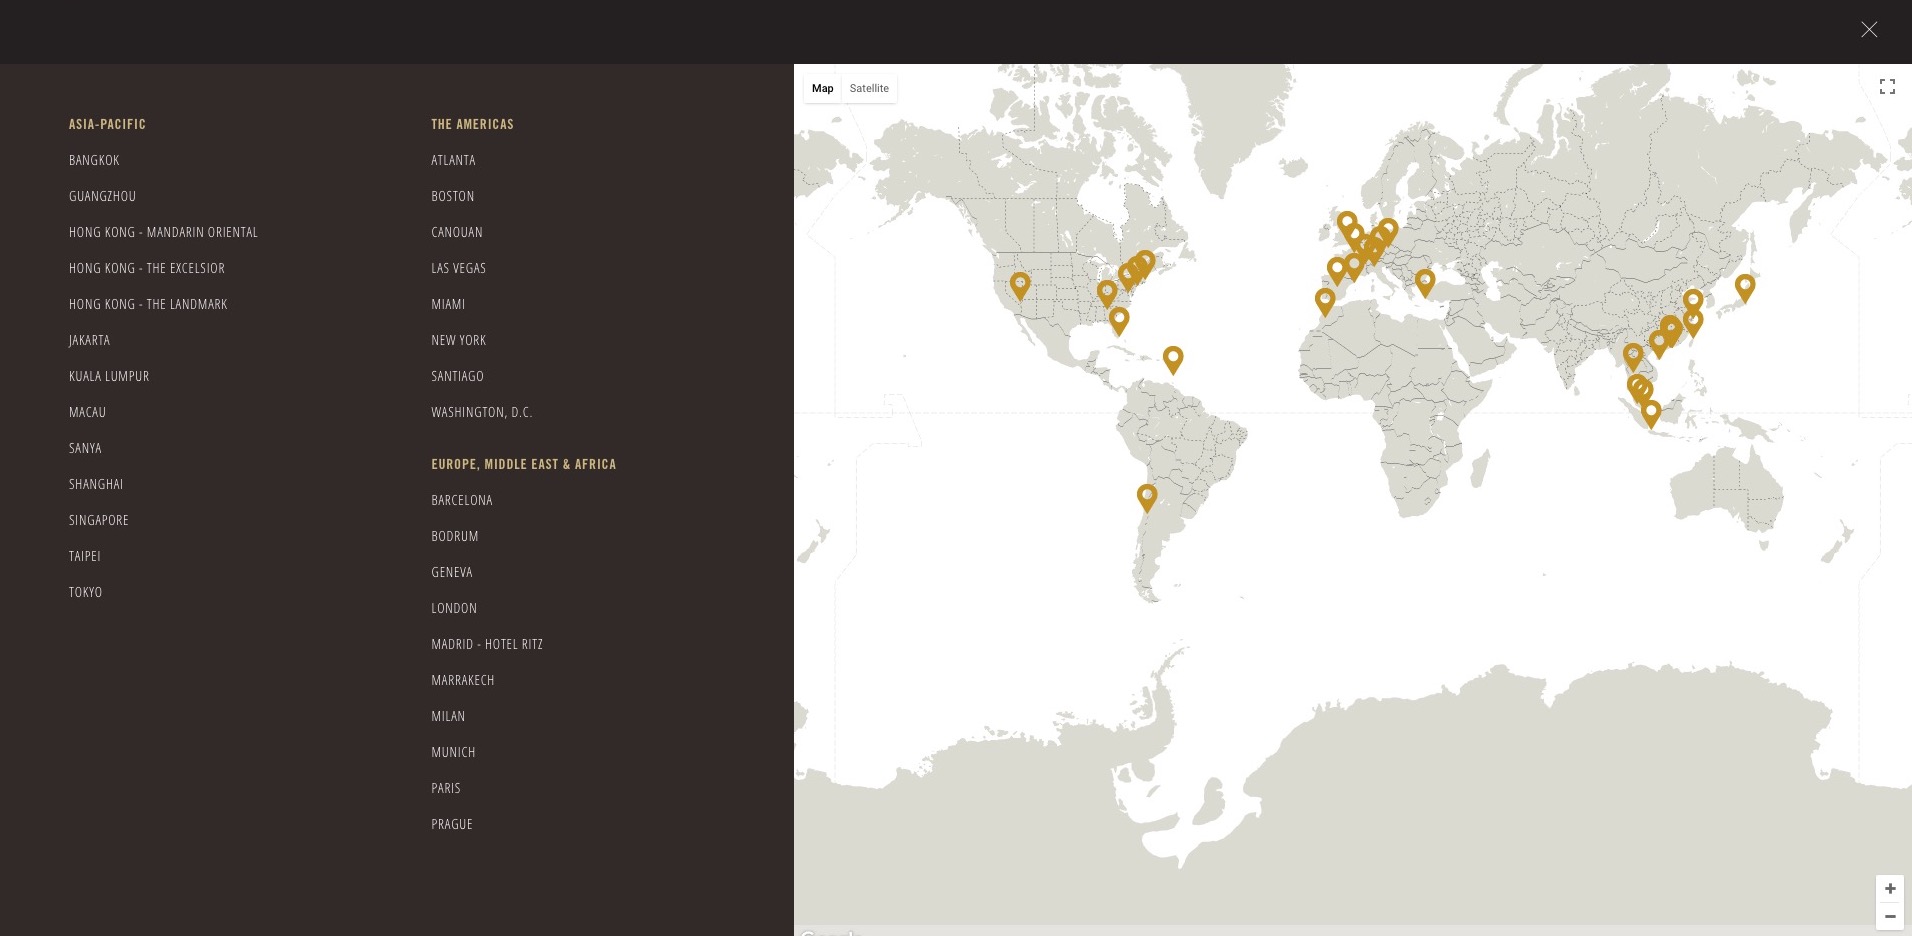 ASIA-PACIFIC
BANGKOK
GUANGZHOU
HONG KONG - MANDARIN ORIENTAL
HONG KONG - THE EXCELSIOR
HONG KONG - THE LANDMARK
JAKARTA
KUALA LUMPUR
MACAU
SANYA
SHANGHAI
SINGAPORE
TAIPEI
TOKYO
THE AMERICAS
ATLANTA
BOSTON
CANOUAN
LAS VEGAS
MIAMI
NEW YORK
SANTIAGO
WASHINGTON, D.C.
EUROPE, MIDDLE EAST & AFRICA
BARCELONA
BODRUM
GENEVA
LONDON
MADRID - HOTEL RITZ
MARRAKECH
MILAN
MUNICH
PARIS
PRAGUE
Map Satellite
Google